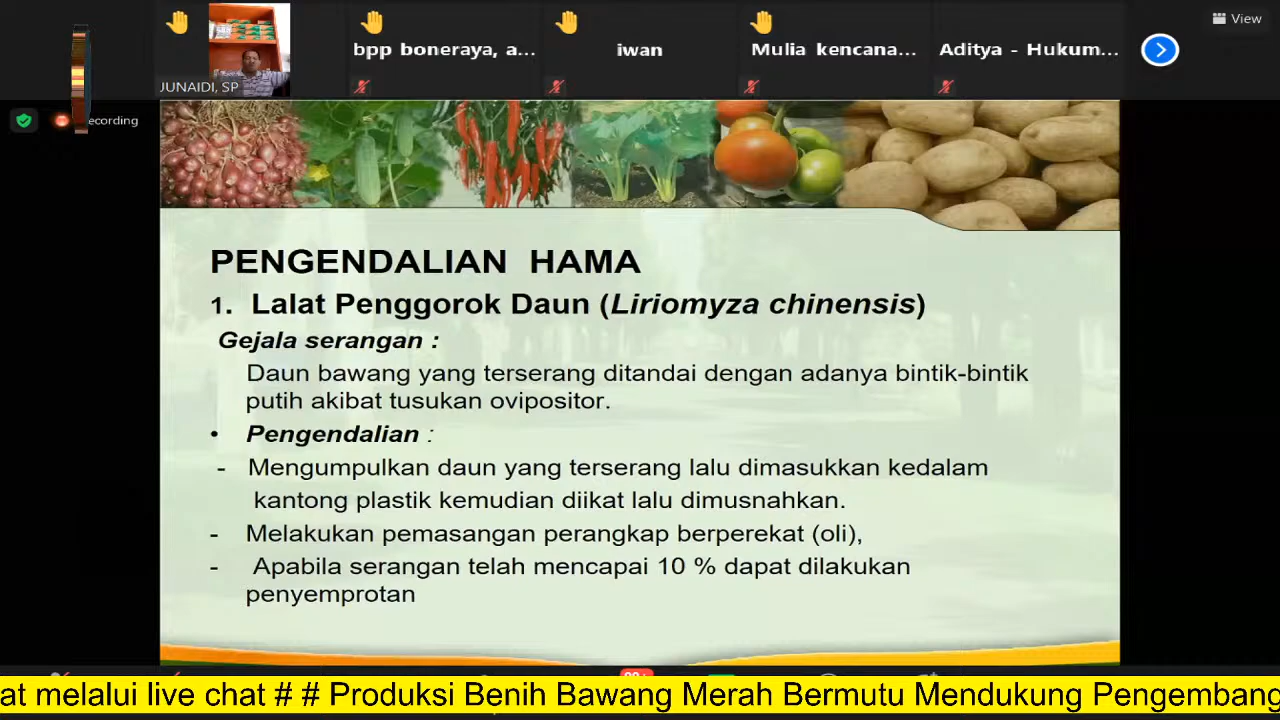 View
bpp boneraya, a...
iwan
Mulia kencana...
Aditya - Hukum...
JUNAIDI, SP
ecording
PENGENDALIAN HAMA
1. Lalat Penggorok Daun (Liriomyza chinensis)
Gejala serangan :
Daun bawang yang terserang ditandai dengan adanya bintik-bintik
putih akibat tusukan ovipositor.
• Pengendalian :
- Mengumpulkan daun yang terserang lalu dimasukkan kedalam
kantong plastik kemudian diikat lalu dimusnahkan.
- Melakukan pemasangan perangkap berperekat (oli),
- Apabila serangan telah mencapai 10 % dapat dilakukan
penyemprotan
at melalui live chat # # Produksi Benih Bawang Merah Bermutu Mendukung Pengembang